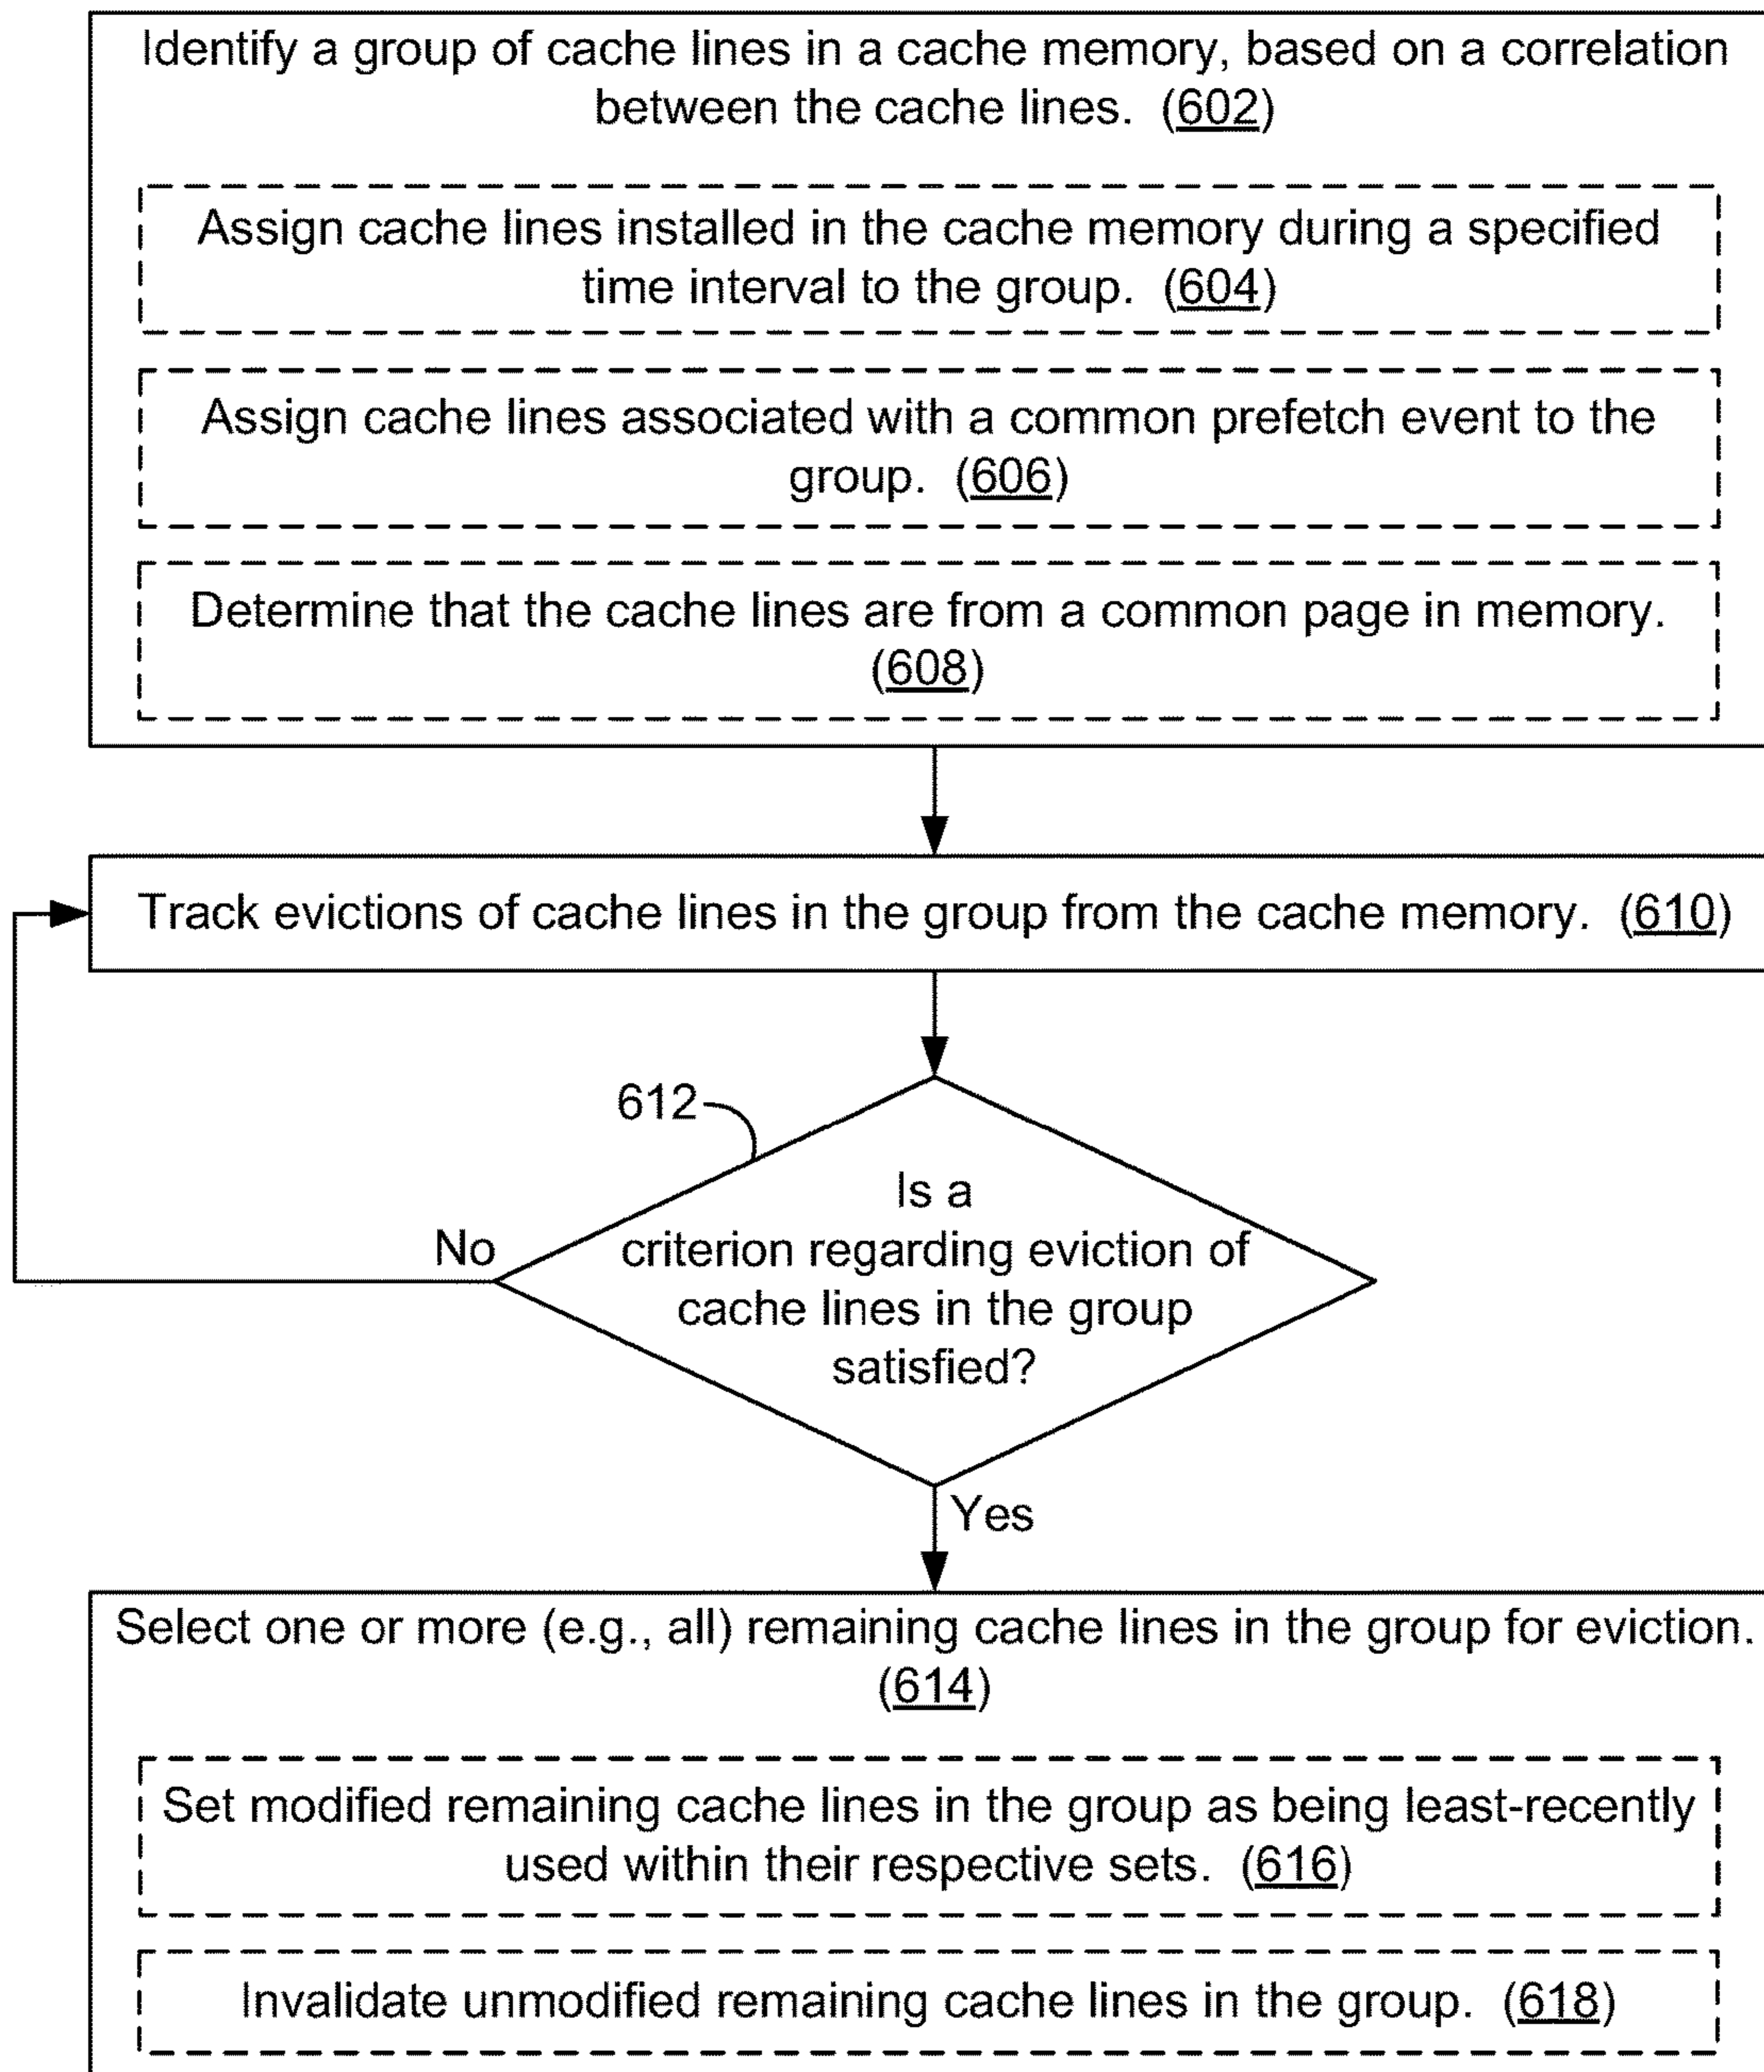 Identify a group of cache lines in a cache memory, based on a correlation
between the cache lines. (602)
Assign cache lines installed in the cache memory during a specified
time interval to the group. (604)
Assign cache lines associated with a common prefetch event to the
group. (606)
Determine that the cache lines are from a common page in memory.
(608)
Track evictions of cache lines in the group from the cache memory. (610)
612
Is a
No
criterion regarding eviction of
cache lines in the group
satisfied?
Yes
Select one or more (e.g., all) remaining cache lines in the group for eviction.
(614)
Set modified remaining cache lines in the group as being least-recently
used within their respective sets. (616)
Invalidate unmodified remaining cache lines in the group. (618)